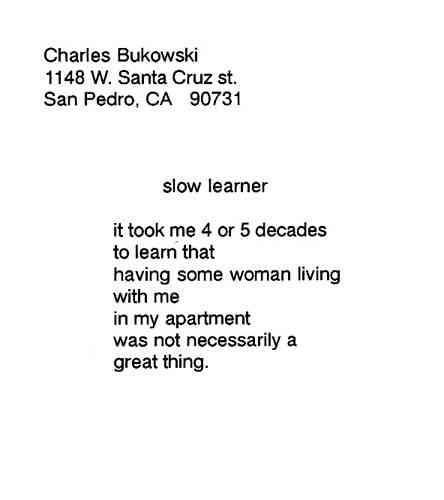 Charles Bukowski
1148 W. Santa Cruz st.
San Pedro, CA 90731
slow learner
it took me 4 or 5 decades
to learn that
having some woman living
with me
in my apartment
was not necessarily a
great thing.